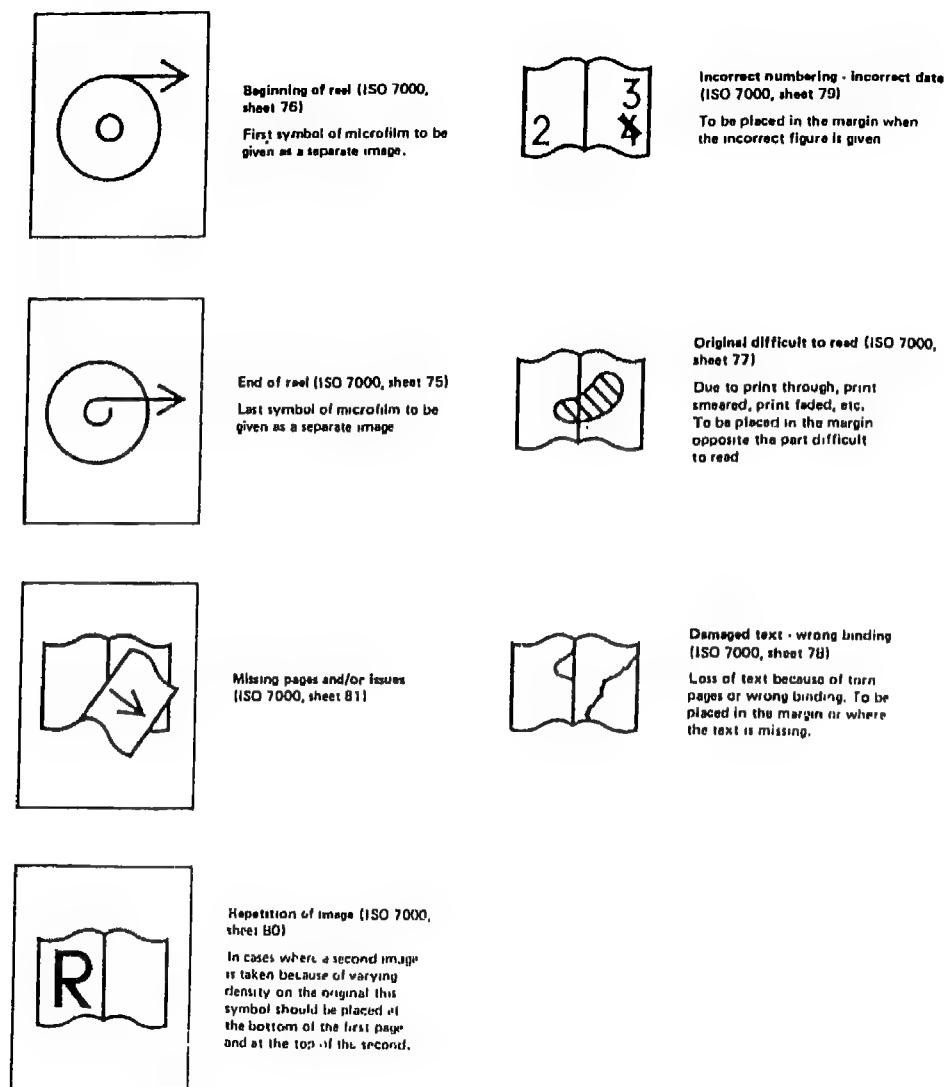 Beginning of reel (ISO 7000,
sheet 76)
First symbol of microfilm to be
given as a separate image.
End of reel (ISO 7000, sheet 75)
Last symbol of microfilm to be
given as a separate image
Missing pages and/or issues
(ISO 7000, sheet 81)
R
Repetition of image (ISO 7000,
sheet 80)
In cases where a second image
is taken because of varying
density on the original this
symbol should be placed at
the bottom of the first page
and at the top of the second.
2
3
4
Incorrect numbering - incorrect date
(ISO 7000, sheet 79)
To be placed in the margin when
the incorrect figure is given
Original difficult to read (ISO 7000,
sheet 77)
Due to print through, print
smeared, print faded, etc.
To be placed in the margin
opposite the part difficult
to read
Damaged text - wrong binding
(ISO 7000, sheet 78)
Loss of text because of torn
pages or wrong binding. To be
placed in the margin or where
the text is missing.